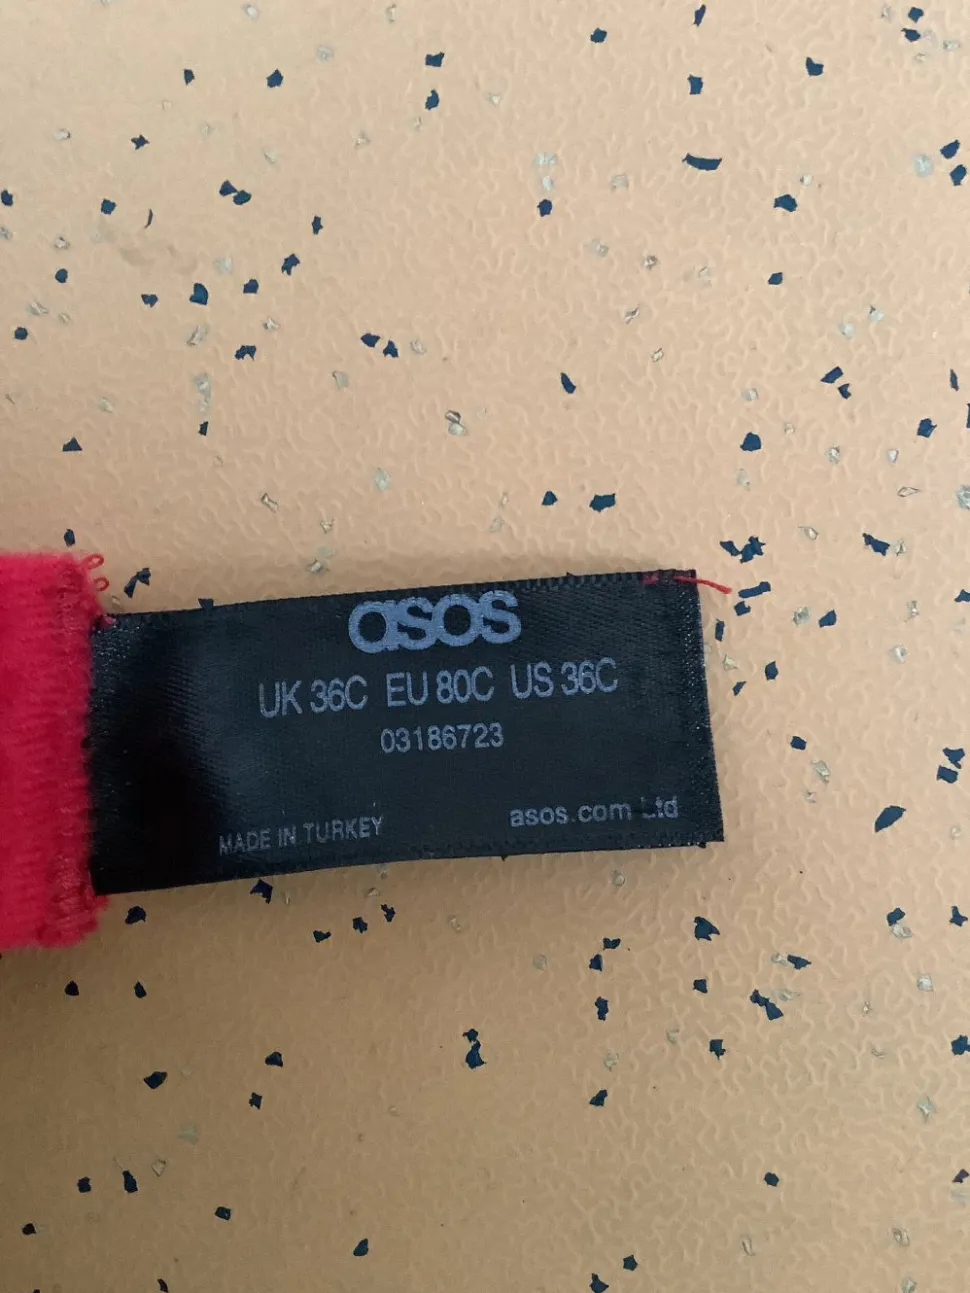 asos
UK 36C EU 80C US 36C
03186723
MADE IN TURKEY
asos.com Ltd